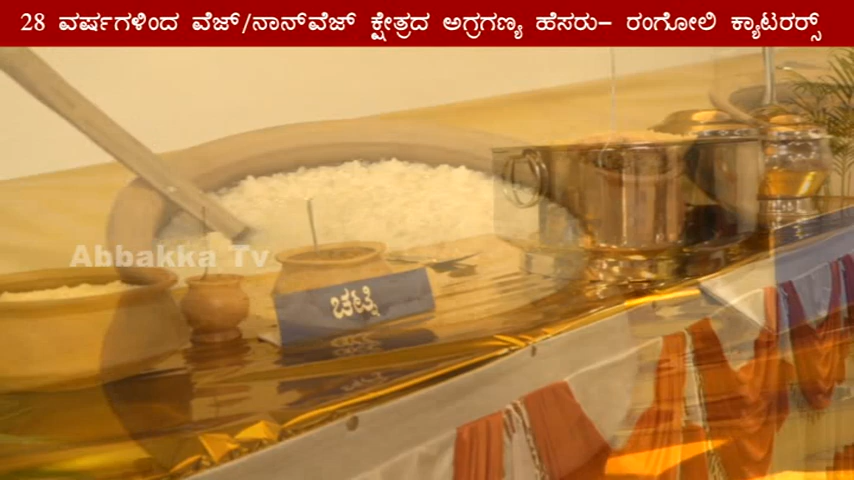 28 ವರ್ಷಗಳಿಂದ ವೆಜ್/ನಾನ್‌ವೆಜ್ ಕ್ಷೇತ್ರದ ಅಗ್ರಗಣ್ಯ ಹೆಸರು– ರಂಗೋಲಿ ಕ್ಯಾಟರರ‍್ಸ್
Abbakka Tv
ಚಟ್ನಿ